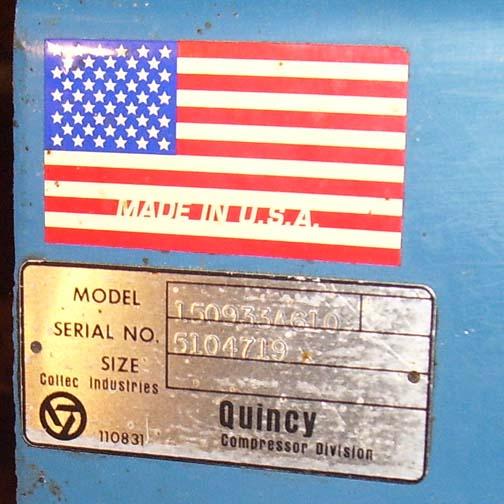 MADE IN U.S.A.
MODEL 150933A610
SERIAL NO. 5104719
SIZE
Coltec Industries
110831
Quincy
Compressor Division